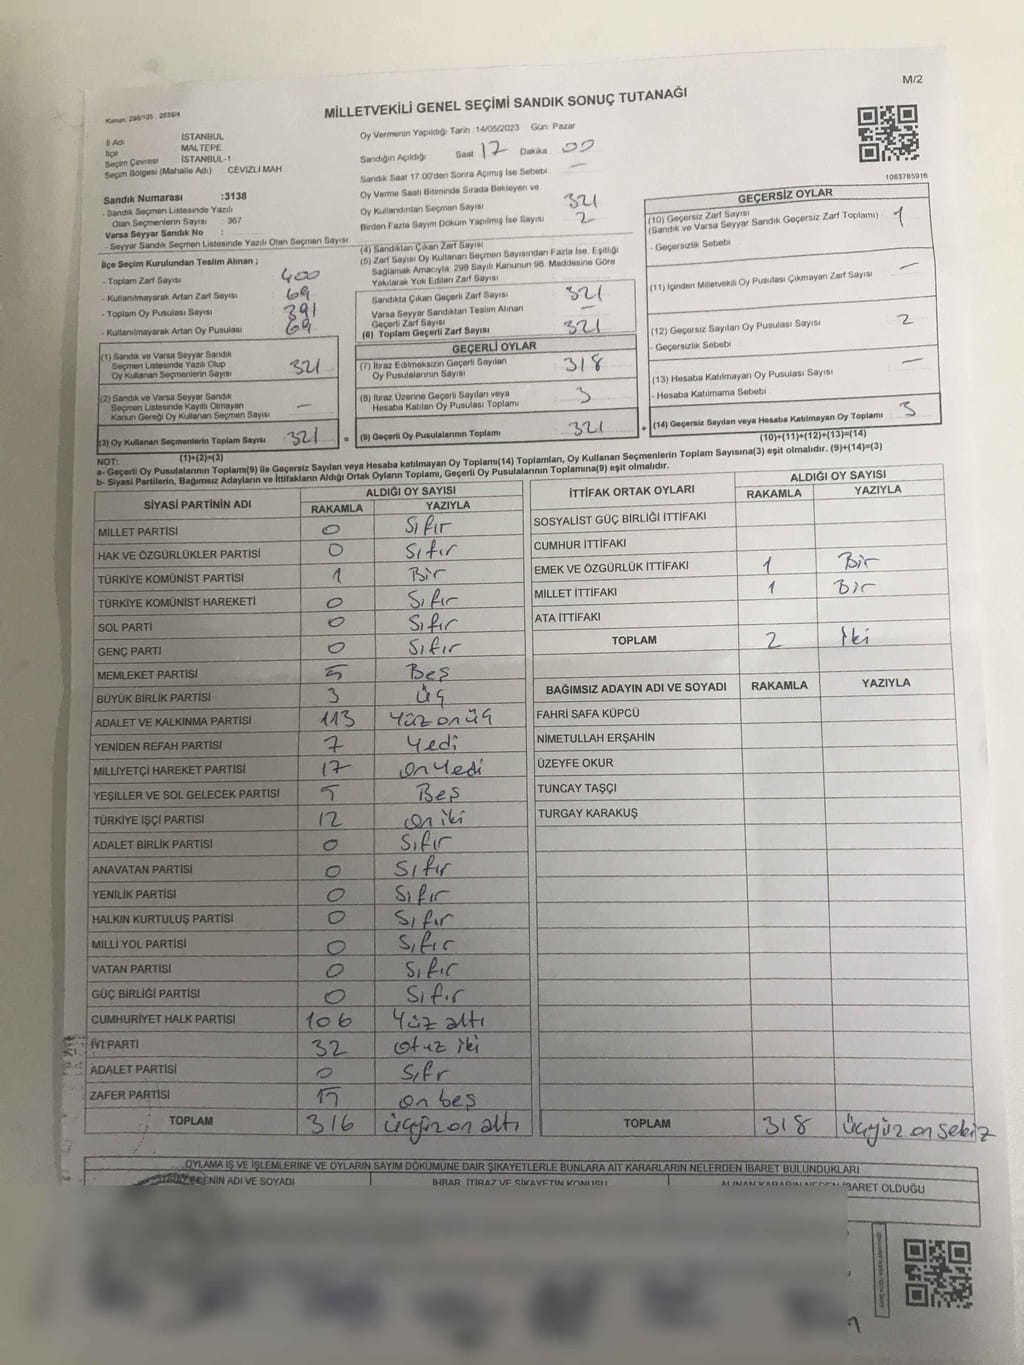 M/2
Kanun: 298/105 , 2839/4
MİLLETVEKİLİ GENEL SEÇİMİ SANDIK SONUÇ TUTANAĞI
İl Adı İSTANBUL
İlçe MALTEPE
Seçim Çevresi İSTANBUL-1
Seçim Bölgesi (Mahalle Adı) : CEVİZLİ MAH
Sandık Numarası :3138
- Sandık Seçmen Listesinde Yazılı
Olan Seçmenlerin Sayısı : 367
Varsa Seyyar Sandık No :
- Seyyar Sandık Seçmen Listesinde Yazılı Olan Seçmen Sayısı:
İlçe Seçim Kurulundan Teslim Alınan ;
- Toplam Zarf Sayısı 400
- Kullanılmayarak Artan Zarf Sayısı 69
- Toplam Oy Pusulası Sayısı 391
- Kullanılmayarak Artan Oy Pusulası 69
(1) Sandık ve Varsa Seyyar Sandık
Seçmen Listesinde Yazılı Olup
Oy Kullanan Seçmenlerin Sayısı 321
(2) Sandık ve Varsa Seyyar Sandık
Seçmen Listesinde Kayıtlı Olmayan
Kanun Gereği Oy Kullanan Seçmen Sayısı —
(3) Oy Kullanan Seçmenlerin Toplam Sayısı 321
(1)+(2)=(3)
Oy Vermenin Yapıldığı Tarih :14/05/2023 Gün :Pazar
Sandığın Açıldığı Saat 17 Dakika 00
Sandık Saat 17.00'den Sonra Açılmış İse Sebebi —
Oy Verme Saati Bitiminde Sırada Bekleyen ve
Oy Kullandırılan Seçmen Sayısı
Birden Fazla Sayım Döküm Yapılmış İse Sayısı
321
2
(4) Sandıktan Çıkan Zarf Sayısı
(5) Zarf Sayısı Oy Kullanan Seçmen Sayısından Fazla İse, Eşitliği
Sağlamak Amacıyla, 298 Sayılı Kanunun 98. Maddesine Göre
Yakılarak Yok Edilen Zarf Sayısı
Sandıkta Çıkan Geçerli Zarf Sayısı 321
Varsa Seyyar Sandıktan Teslim Alınan
Geçerli Zarf Sayısı —
(6) Toplam Geçerli Zarf Sayısı 321
GEÇERLİ OYLAR
(7) İtiraz Edilmeksizin Geçerli Sayılan
Oy Pusulalarının Sayısı 318
(8) İtiraz Üzerine Geçerli Sayılan veya
Hesaba Katılan Oy Pusulası Toplamı 3
= (9) Geçerli Oy Pusulalarının Toplamı 321
1063785916
GEÇERSİZ OYLAR
(10) Geçersiz Zarf Sayısı
(Sandık ve Varsa Seyyar Sandık Geçersiz Zarf Toplamı) 1
- Geçersizlik Sebebi
(11) İçinden Milletvekili Oy Pusulası Çıkmayan Zarf Sayısı —
(12) Geçersiz Sayılan Oy Pusulası Sayısı 2
- Geçersizlik Sebebi
(13) Hesaba Katılmayan Oy Pusulası Sayısı —
- Hesaba Katılmama Sebebi
+ (14) Geçersiz Sayılan veya Hesaba Katılmayan Oy Toplamı 3
(10)+(11)+(12)+(13)=(14)
NOT:
a- Geçerli Oy Pusulalarının Toplamı(9) ile Geçersiz Sayılan veya Hesaba katılmayan Oy Toplamı(14) Toplamları, Oy Kullanan Seçmenlerin Toplam Sayısına(3) eşit olmalıdır. (9)+(14)=(3)
b- Siyasi Partilerin, Bağımsız Adayların ve İttifakların Aldığı Ortak Oyların Toplamı, Geçerli Oy Pusulalarının Toplamına(9) eşit olmalıdır.
SİYASİ PARTİNİN ADI ALDIĞI OY SAYISI
RAKAMLA YAZIYLA
MİLLET PARTİSİ 0 Sıfır
HAK VE ÖZGÜRLÜKLER PARTİSİ 0 Sıfır
TÜRKİYE KOMÜNİST PARTİSİ 1 Bir
TÜRKİYE KOMÜNİST HAREKETİ 0 Sıfır
SOL PARTİ 0 Sıfır
GENÇ PARTİ 0 Sıfır
MEMLEKET PARTİSİ 5 Beş
BÜYÜK BİRLİK PARTİSİ 3 üç
ADALET VE KALKINMA PARTİSİ 113 Yüz on üç
YENİDEN REFAH PARTİSİ 7 Yedi
MİLLİYETÇİ HAREKET PARTİSİ 17 on Yedi
YEŞİLLER VE SOL GELECEK PARTİSİ 5 Beş
TÜRKİYE İŞÇİ PARTİSİ 12 on iki
ADALET BİRLİK PARTİSİ 0 Sıfır
ANAVATAN PARTİSİ 0 Sıfır
YENİLİK PARTİSİ 0 Sıfır
HALKIN KURTULUŞ PARTİSİ 0 Sıfır
MİLLİ YOL PARTİSİ 0 Sıfır
VATAN PARTİSİ 0 Sıfır
GÜÇ BİRLİĞİ PARTİSİ 0 Sıfır
CUMHURİYET HALK PARTİSİ 106 Yüz altı
İYİ PARTİ 32 otuz iki
ADALET PARTİSİ 0 Sıfr
ZAFER PARTİSİ 15 on beş
TOPLAM 316 üçyüz on altı
İTTİFAK ORTAK OYLARI ALDIĞI OY SAYISI
RAKAMLA YAZIYLA
SOSYALİST GÜÇ BİRLİĞİ İTTİFAKI
CUMHUR İTTİFAKI
EMEK VE ÖZGÜRLÜK İTTİFAKI 1 Bir
MİLLET İTTİFAKI 1 Bir
ATA İTTİFAKI
TOPLAM 2 İki
BAĞIMSIZ ADAYIN ADI VE SOYADI RAKAMLA YAZIYLA
FAHRİ SAFA KÜPCÜ
NİMETULLAH ERŞAHİN
ÜZEYFE OKUR
TUNCAY TAŞÇI
TURGAY KARAKUŞ
TOPLAM 318 üçyüz on sekiz
OYLAMA İŞ VE İŞLEMLERİNE VE OYLARIN SAYIM DÖKÜMÜNE DAİR ŞİKAYETLERLE BUNLARA AİT KARARLARIN NELERDEN İBARET BULUNDUKLARI
İTİRAZ EDENİN ADI VE SOYADI İHBAR, İTİRAZ VE ŞİKAYETİN KONUSU ALINAN KARARIN NEDEN İBARET OLDUĞU